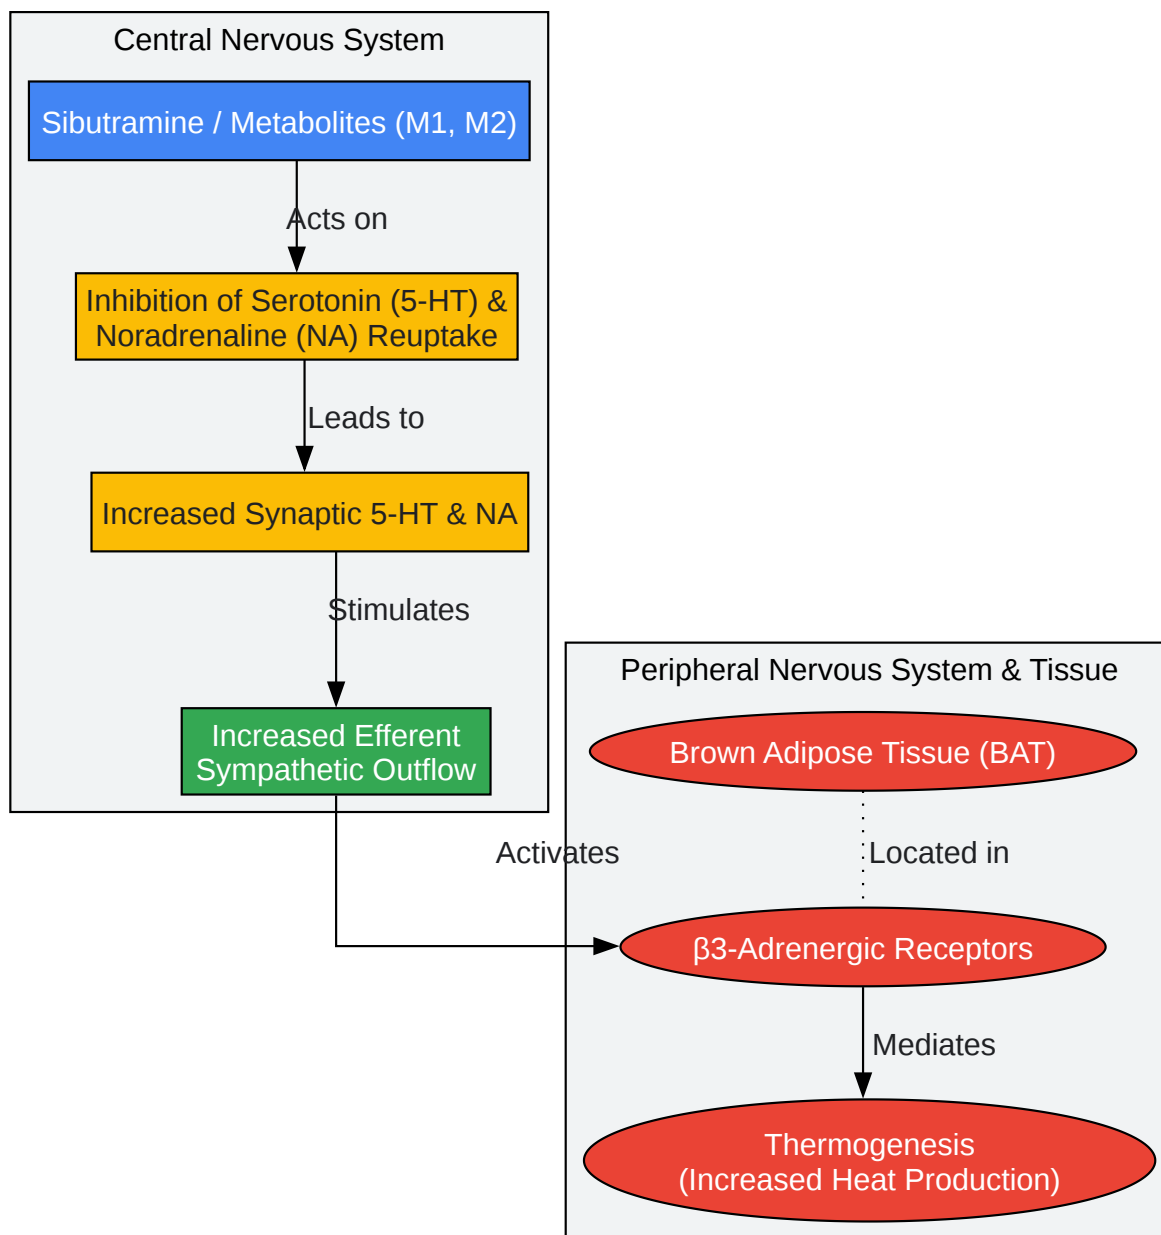 Central Nervous System
Sibutramine / Metabolites (M1, M2)
Acts on
Inhibition of Serotonin (5-HT) &
Noradrenaline (NA) Reuptake
Leads to
Increased Synaptic 5-HT & NA
Stimulates
Increased Efferent
Sympathetic Outflow
Activates
Peripheral Nervous System & Tissue
Brown Adipose Tissue (BAT)
Located in
β3-Adrenergic Receptors
Mediates
Thermogenesis
(Increased Heat Production)